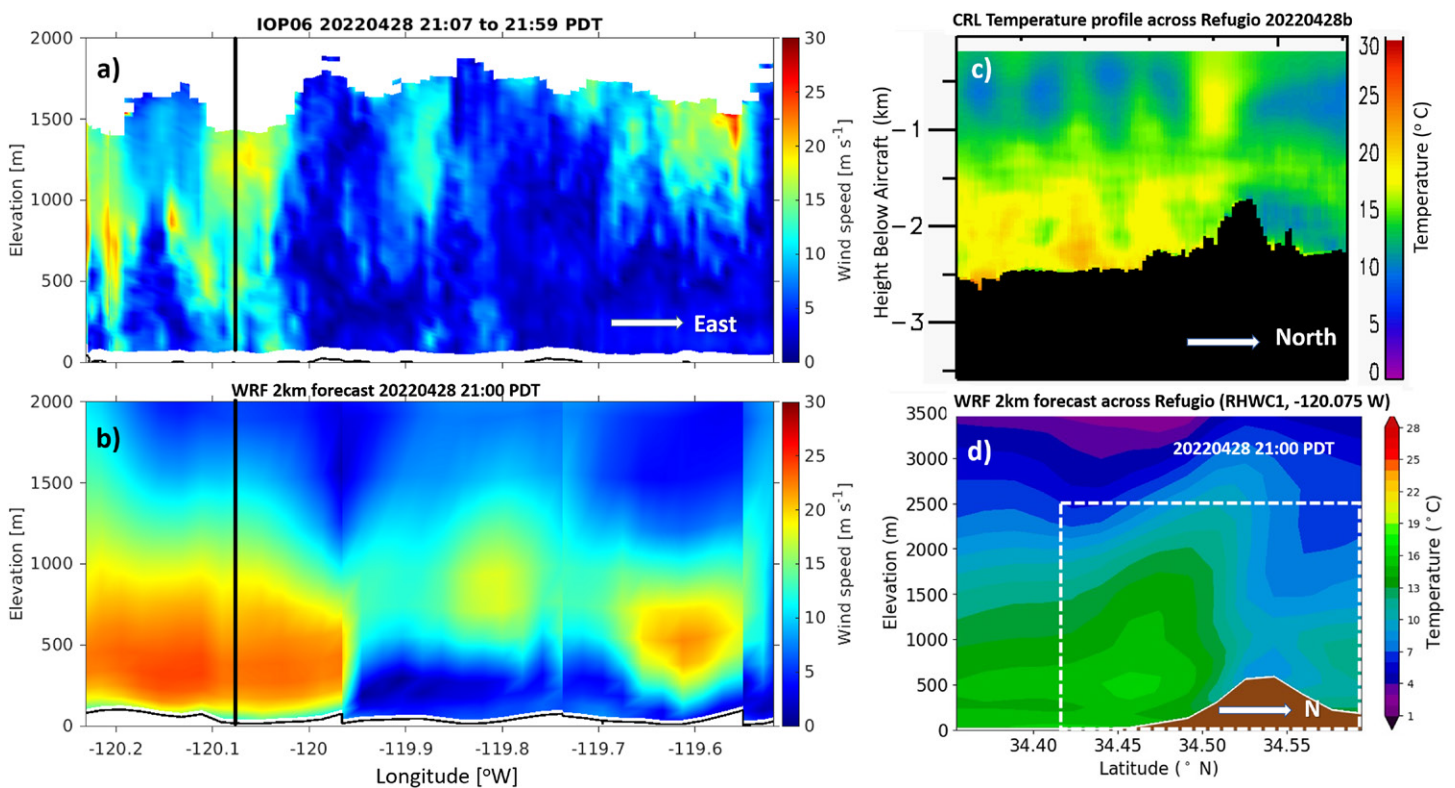 IOP06 20220428 21:07 to 21:59 PDT
a)
2000
1500
1000
500
0
Elevation [m]
East
30
25
20
15
10
5
0
Wind speed [m s⁻¹]
WRF 2km forecast 20220428 21:00 PDT
b)
2000
1500
1000
500
0
Elevation [m]
-120.2
-120.1
-120
-119.9
-119.8
-119.7
-119.6
Longitude [ᵒW]
30
25
20
15
10
5
0
Wind speed [m s⁻¹]
CRL Temperature profile across Refugio 20220428b
c)
-1
-2
-3
Height Below Aircraft (km)
North
30
25
20
15
10
5
0
Temperature (° C)
WRF 2km forecast across Refugio (RHWC1, -120.075 W)
d)
20220428 21:00 PDT
3500
3000
2500
2000
1500
1000
500
0
Elevation (m)
N
34.40
34.45
34.50
34.55
Latitude (° N)
28
25
22
19
16
13
10
7
4
1
Temperature (° C)